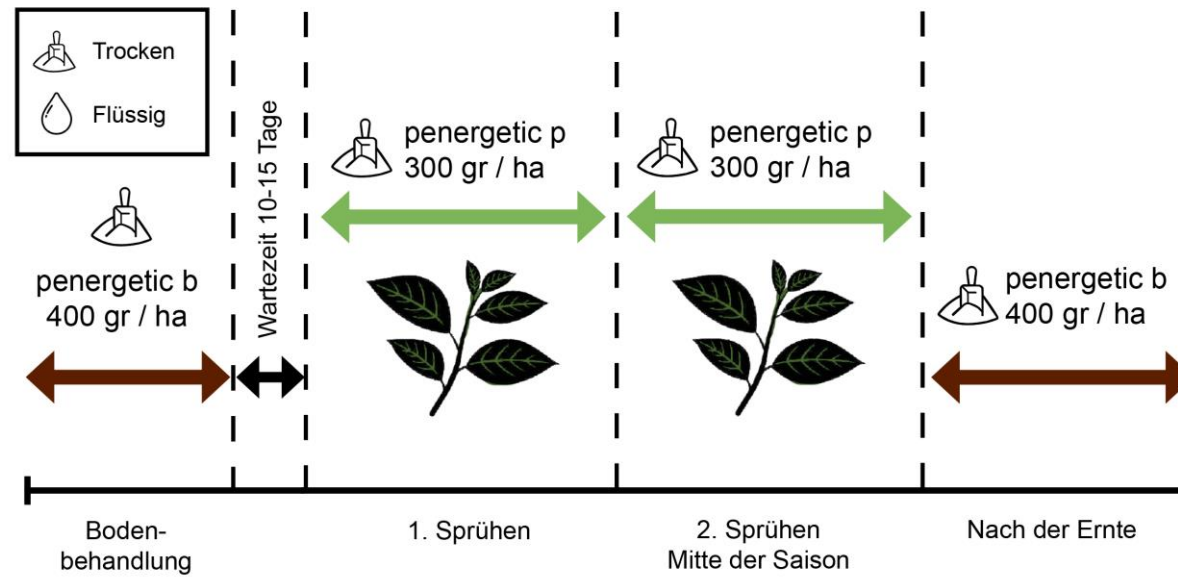 Trocken
Flüssig
penergetic b
400 gr / ha
Wartezeit 10-15 Tage
penergetic p
300 gr / ha
penergetic p
300 gr / ha
penergetic b
400 gr / ha
Boden-
behandlung
1. Sprühen
2. Sprühen
Mitte der Saison
Nach der Ernte